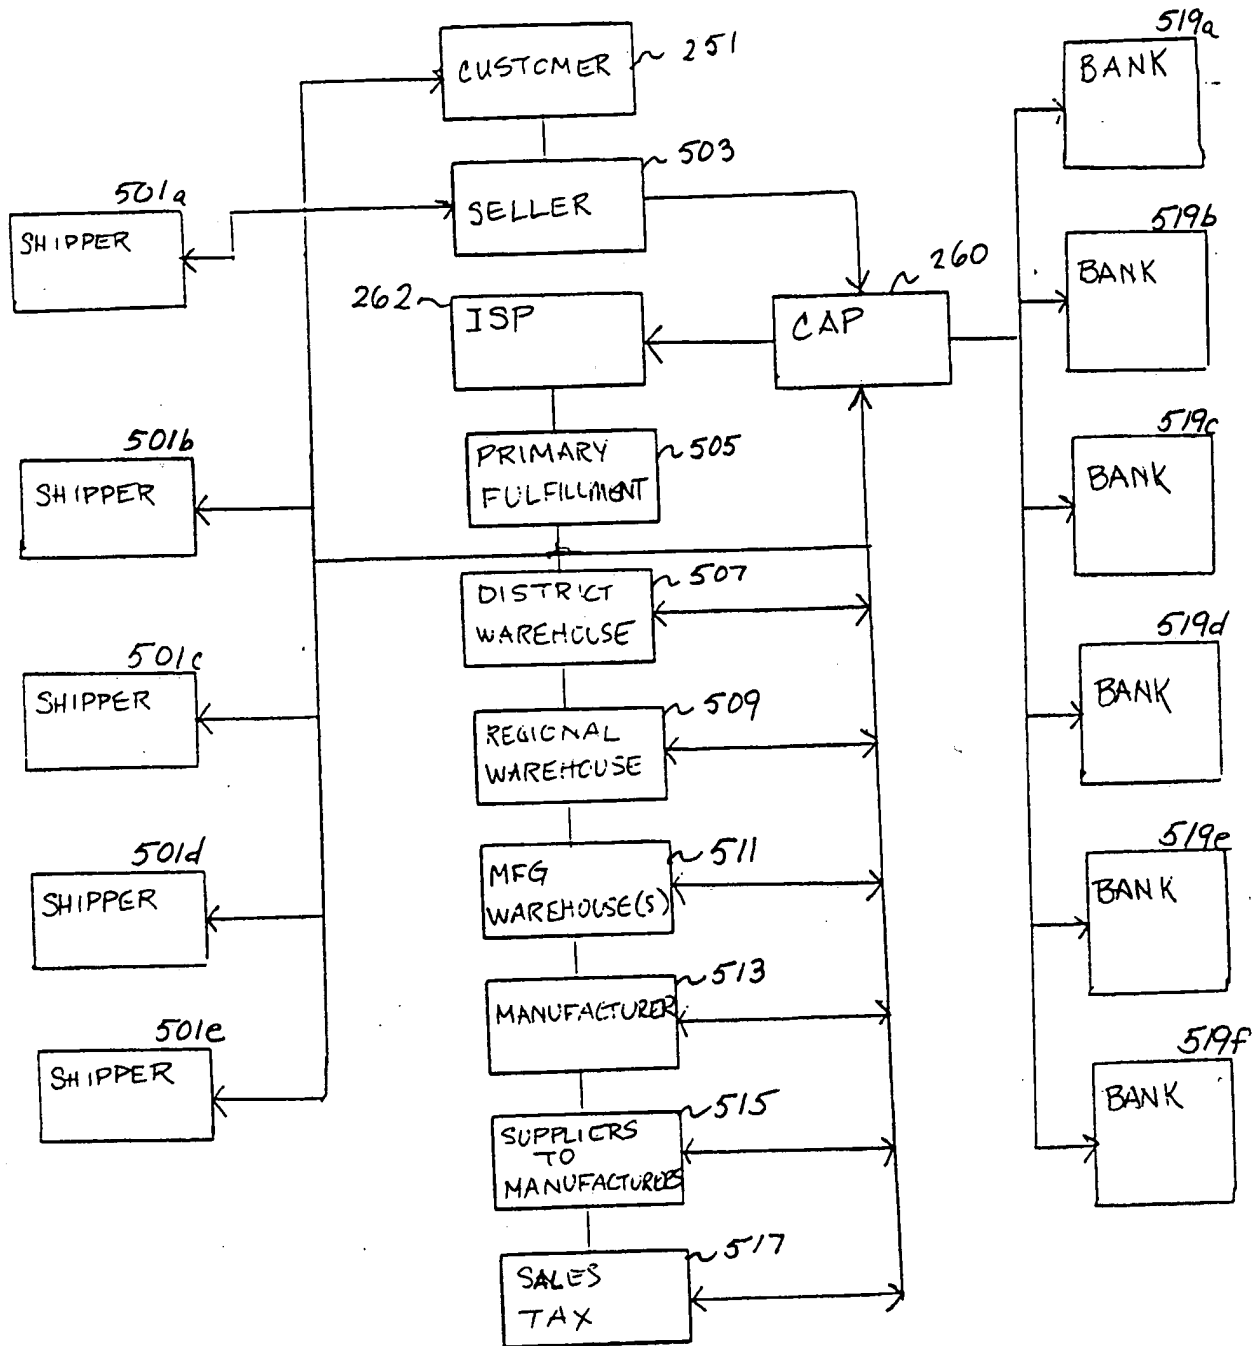 CUSTOMER
251
SELLER
503
501a
SHIPPER
262
ISP
CAP
260
501b
SHIPPER
PRIMARY
FULFILLMENT
505
DISTRICT
WAREHOUSE
507
501c
SHIPPER
REGIONAL
WAREHOUSE
509
501d
SHIPPER
MFG
WAREHOUSE(S)
511
501e
SHIPPER
MANUFACTURER
513
SUPPLIERS
TO
MANUFACTURERS
515
SALES
TAX
517
519a
BANK
519b
BANK
519c
BANK
519d
BANK
519e
BANK
519f
BANK